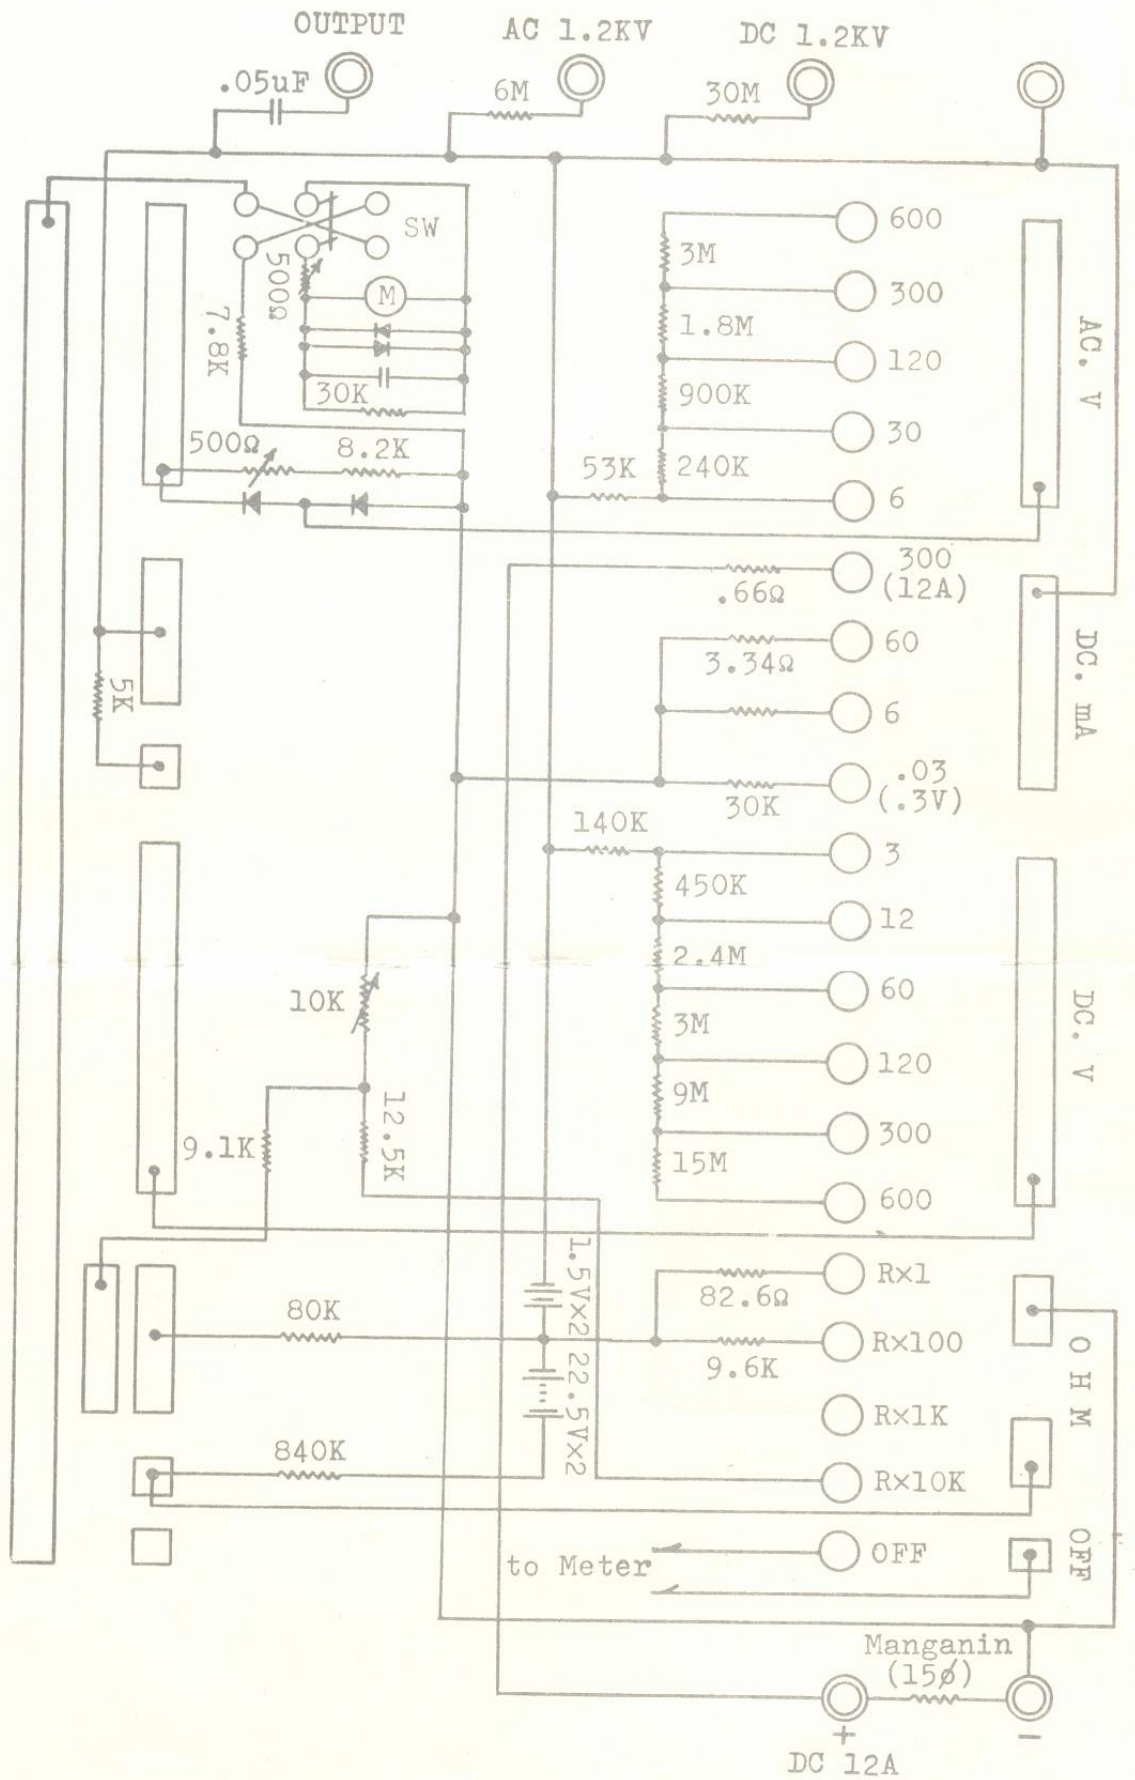 OUTPUT
AC 1.2KV
DC 1.2KV
.05uF
6M
30M
SW
500Ω
M
7.8K
30K
500Ω
8.2K
53K
5K
600
3M
300
1.8M
120
900K
30
240K
6
AC. V
300
(12A)
.66Ω
60
3.34Ω
6
.03
(.3V)
30K
DC. mA
140K
3
450K
12
2.4M
60
3M
120
9M
300
15M
600
DC. V
10K
9.1K
12.5K
1.5V×2
22.5V×2
80K
840K
R×1
82.6Ω
R×100
9.6K
R×1K
R×10K
OHM
to Meter
OFF
OFF
Manganin
(15ø)
+
−
DC 12A